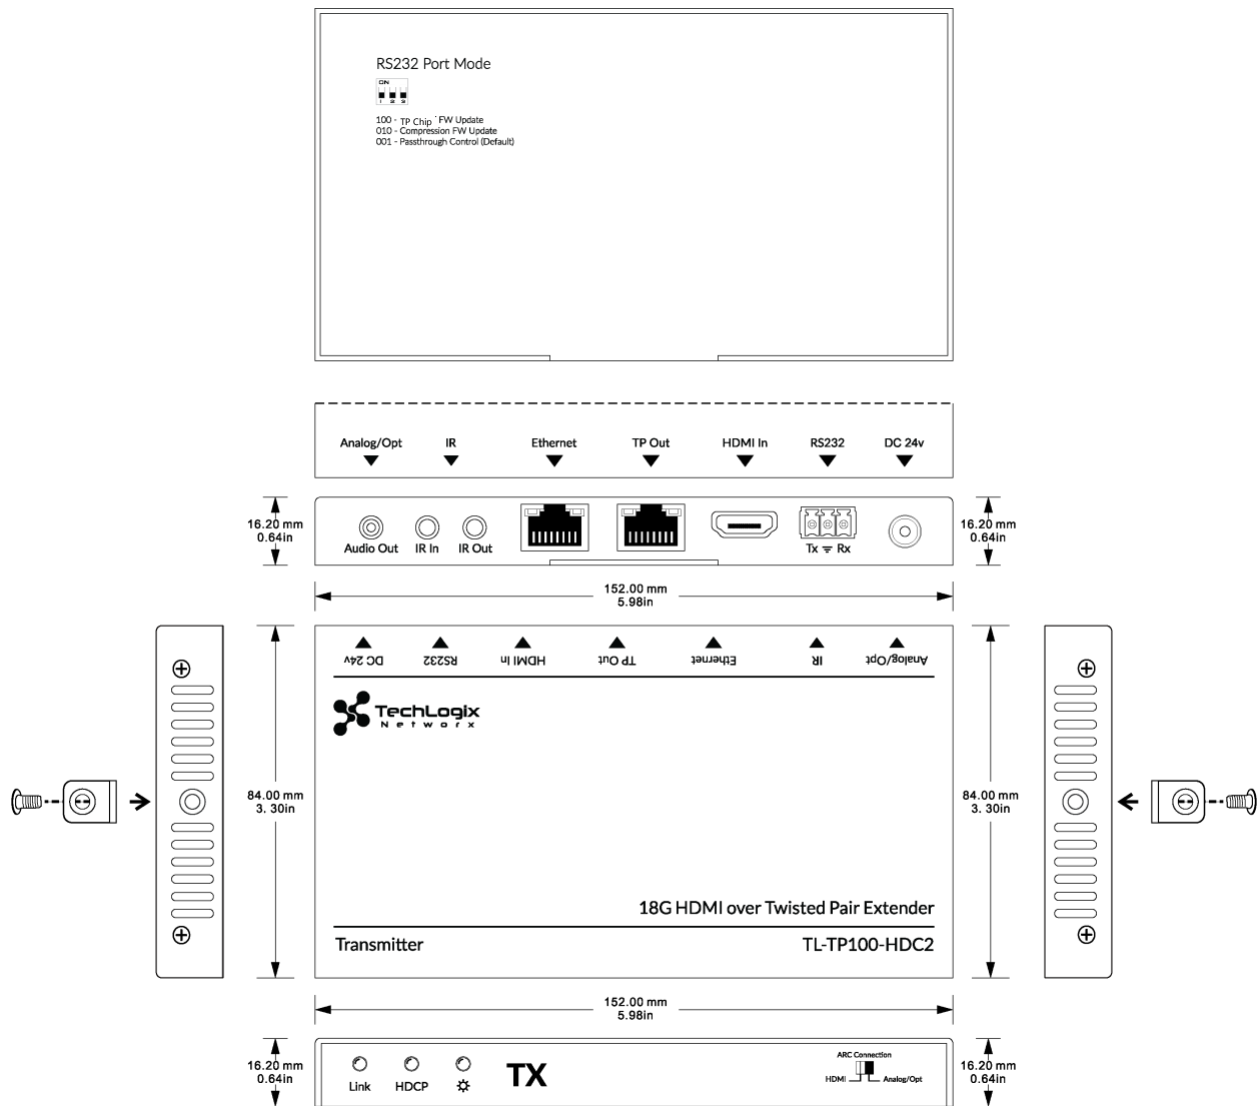 RS232 Port Mode
ON
1 2 3
100 - TP Chip ' FW Update
010 - Compression FW Update
001 - Passthrough Control (Default)
Analog/Opt IR Ethernet TP Out HDMI In RS232 DC 24v
16.20 mm
0.64in
Audio Out IR In IR Out Tx Rx
16.20 mm
0.64in
152.00 mm
5.98in
DC 24v RS232 HDMI In TP Out Ethernet IR Analog/Opt
TechLogix
Networx
84.00 mm
3. 30in
84.00 mm
3. 30in
18G HDMI over Twisted Pair Extender
Transmitter TL-TP100-HDC2
152.00 mm
5.98in
16.20 mm
0.64in
Link HDCP TX
ARC Connection
HDMI Analog/Opt
16.20 mm
0.64in